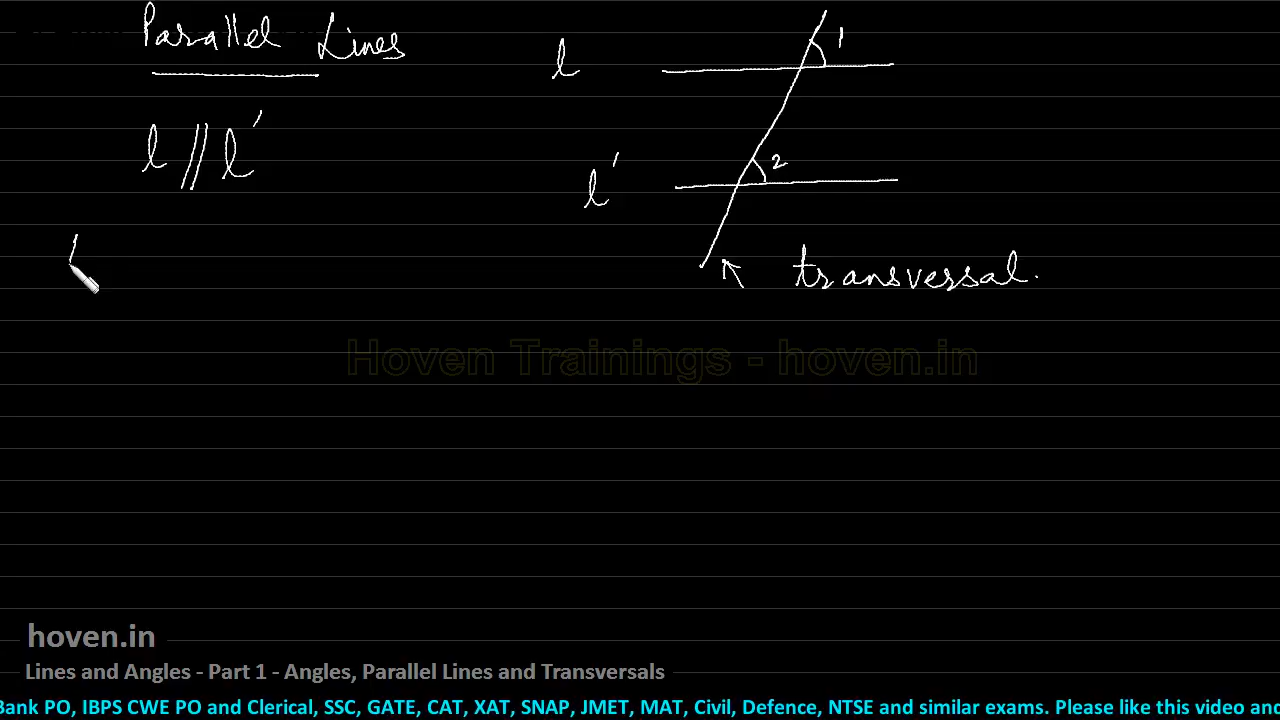 Parallel Lines
l 1
l // l'
l' 2
transversal.
Hoven Trainings - hoven.in
hoven.in
Lines and Angles - Part 1 - Angles, Parallel Lines and Transversals
Bank PO, IBPS CWE PO and Clerical, SSC, GATE, CAT, XAT, SNAP, JMET, MAT, Civil, Defence, NTSE and similar exams. Please like this video and